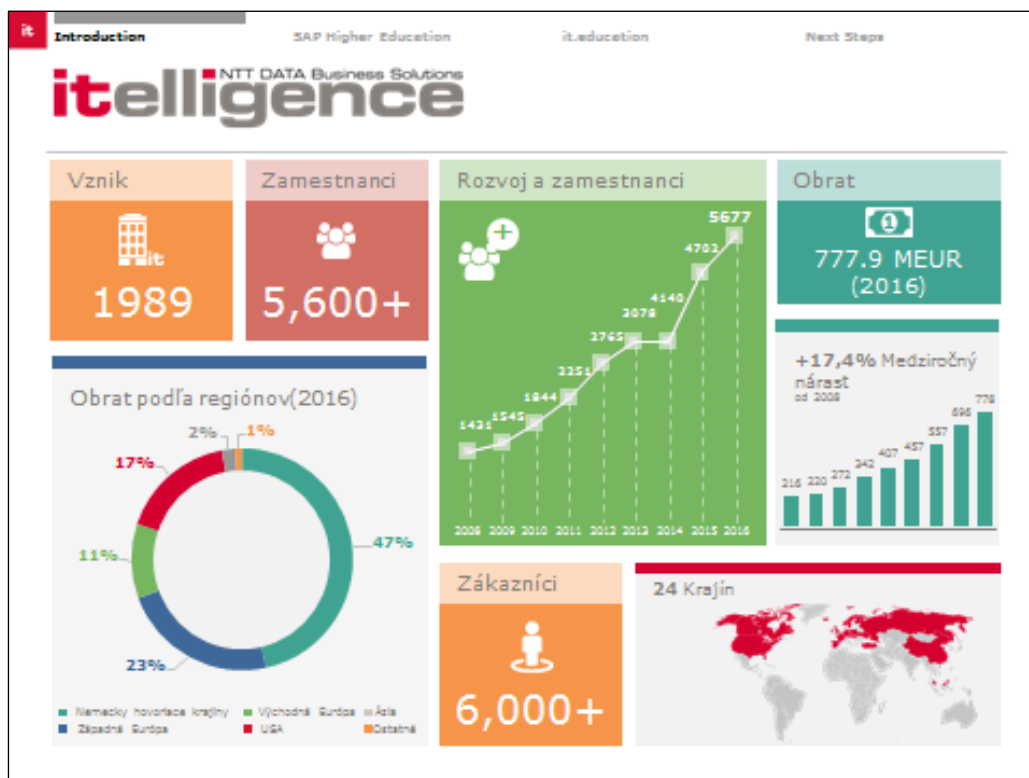 it
Introduction
SAP Higher Education
it.education
Next Steps
NTT DATA Business Solutions
itelligence
Vznik
it
1989
Zamestnanci
5,600+
Rozvoj a zamestnanci
1431
1545
1844
2251
2765
3078
4140
4702
5677
2008 2009 2010 2011 2012 2013 2014 2015 2016
Obrat
1
777.9 MEUR
(2016)
Obrat podľa regiónov(2016)
2%
1%
17%
47%
11%
23%
Nemecky hovoriace krajiny
Východná Európa
Ázia
Západná Európa
USA
Ostatné
+17,4% Medziročný
nárast
od 2008
216
220
272
342
407
457
557
696
778
Zákazníci
6,000+
24 Krajín